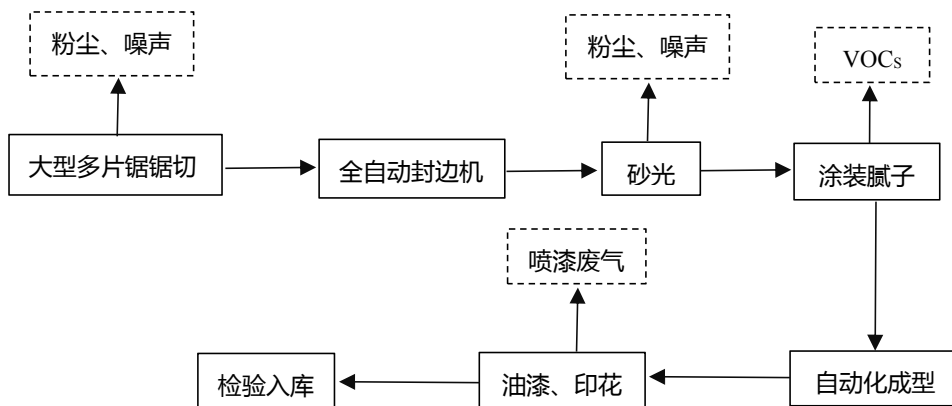 粉尘、噪声
粉尘、噪声
VOCs
大型多片锯锯切
全自动封边机
砂光
涂装腻子
喷漆废气
检验入库
油漆、印花
自动化成型